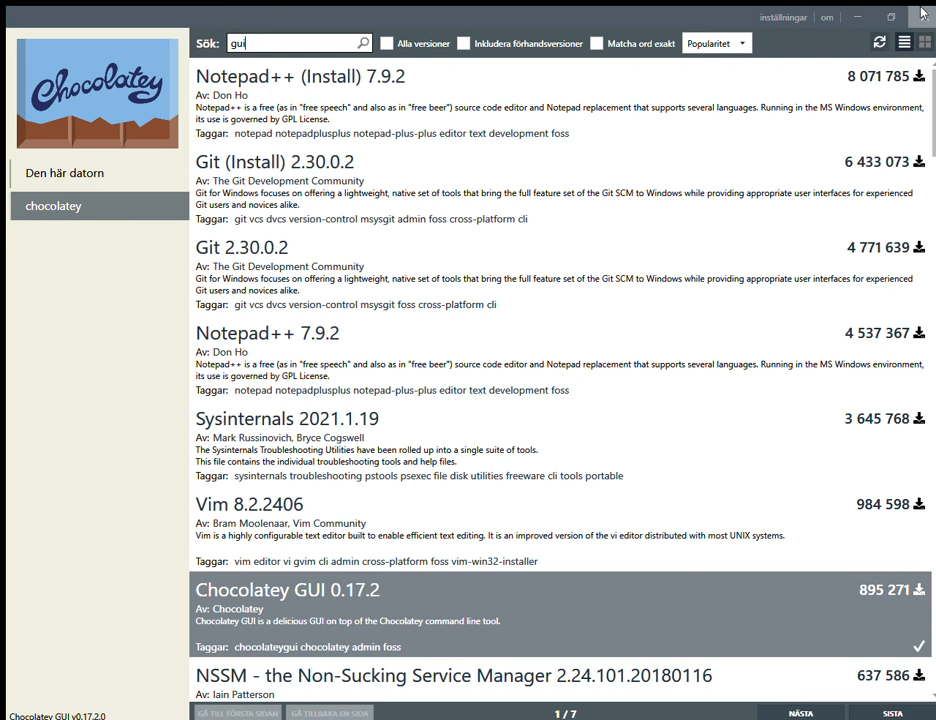 inställningar om
Chocolatey
Sök: gui Alla versioner Inkludera förhandsversioner Matcha ord exakt Popularitet
Den här datorn
chocolatey
Notepad++ (Install) 7.9.2 8 071 785
Av: Don Ho
Notepad++ is a free (as in "free speech" and also as in "free beer") source code editor and Notepad replacement that supports several languages. Running in the MS Windows environment,
its use is governed by GPL License.
Taggar: notepad notepadplusplus notepad-plus-plus editor text development foss
Git (Install) 2.30.0.2 6 433 073
Av: The Git Development Community
Git for Windows focuses on offering a lightweight, native set of tools that bring the full feature set of the Git SCM to Windows while providing appropriate user interfaces for experienced
Git users and novices alike.
Taggar: git vcs dvcs version-control msysgit admin foss cross-platform cli
Git 2.30.0.2 4 771 639
Av: The Git Development Community
Git for Windows focuses on offering a lightweight, native set of tools that bring the full feature set of the Git SCM to Windows while providing appropriate user interfaces for experienced
Git users and novices alike.
Taggar: git vcs dvcs version-control msysgit foss cross-platform cli
Notepad++ 7.9.2 4 537 367
Av: Don Ho
Notepad++ is a free (as in "free speech" and also as in "free beer") source code editor and Notepad replacement that supports several languages. Running in the MS Windows environment,
its use is governed by GPL License.
Taggar: notepad notepadplusplus notepad-plus-plus editor text development foss
Sysinternals 2021.1.19 3 645 768
Av: Mark Russinovich, Bryce Cogswell
The Sysinternals Troubleshooting Utilities have been rolled up into a single suite of tools.
This file contains the individual troubleshooting tools and help files.
Taggar: sysinternals troubleshooting pstools psexec file disk utilities freeware cli tools portable
Vim 8.2.2406 984 598
Av: Bram Moolenaar, Vim Community
Vim is a highly configurable text editor built to enable efficient text editing. It is an improved version of the vi editor distributed with most UNIX systems.
Taggar: vim editor vi gvim cli admin cross-platform foss vim-win32-installer
Chocolatey GUI 0.17.2 895 271
Av: Chocolatey
Chocolatey GUI is a delicious GUI on top of the Chocolatey command line tool.
Taggar: chocolateygui chocolatey admin foss
NSSM - the Non-Sucking Service Manager 2.24.101.20180116 637 586
Av: Iain Patterson
Chocolatey GUI v0.17.2.0
GÅ TILL FÖRSTA SIDAN GÅ TILLBAKA EN SIDA 1 / 7 NÄSTA SISTA